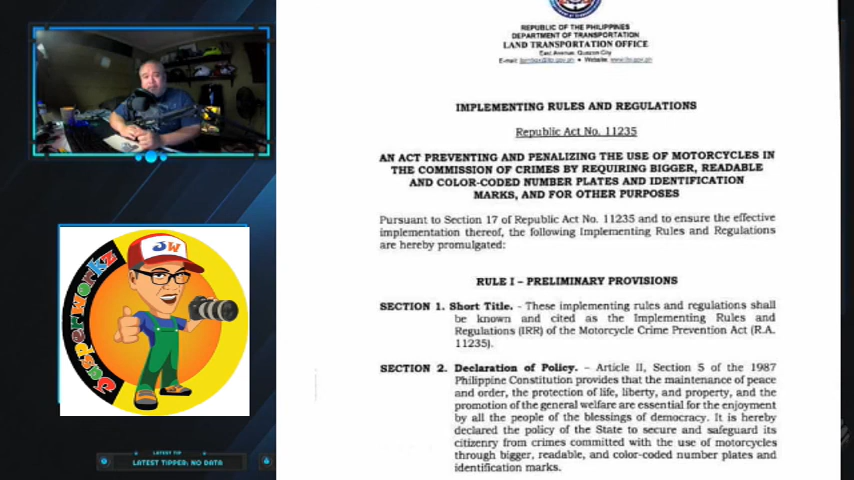 REPUBLIC OF THE PHILIPPINES
DEPARTMENT OF TRANSPORTATION
LAND TRANSPORTATION OFFICE
East Avenue, Quezon City
IMPLEMENTING RULES AND REGULATIONS
Republic Act No. 11235
AN ACT PREVENTING AND PENALIZING THE USE OF MOTORCYCLES IN
THE COMMISSION OF CRIMES BY REQUIRING BIGGER, READABLE
AND COLOR-CODED NUMBER PLATES AND IDENTIFICATION
MARKS, AND FOR OTHER PURPOSES
Pursuant to Section 17 of Republic Act No. 11235 and to ensure the effective
implementation thereof, the following Implementing Rules and Regulations
are hereby promulgated:
RULE I – PRELIMINARY PROVISIONS
SECTION 1. Short Title. - These implementing rules and regulations shall
be known and cited as the Implementing Rules and
Regulations (IRR) of the Motorcycle Crime Prevention Act (R.A.
11235).
SECTION 2. Declaration of Policy. – Article II, Section 5 of the 1987
Philippine Constitution provides that the maintenance of peace
and order, the protection of life, liberty, and property, and the
promotion of the general welfare are essential for the enjoyment
by all the people of the blessings of democracy. It is hereby
declared the policy of the State to secure and safeguard its
citizenry from crimes committed with the use of motorcycles
through bigger, readable, and color-coded number plates and
identification marks.
JW
Jasperworkz
LATEST TIP
LATEST TIPPER: NO DATA